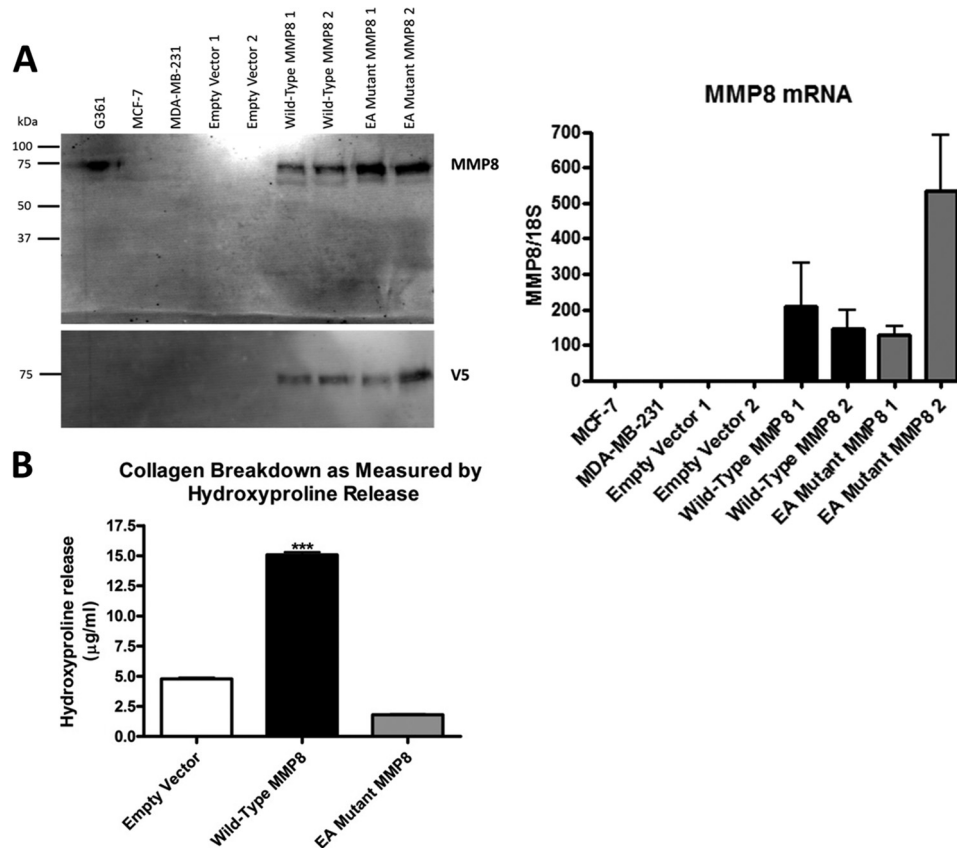 A
kDa
G361
MCF-7
MDA-MB-231
Empty Vector 1
Empty Vector 2
Wild-Type MMP8 1
Wild-Type MMP8 2
EA Mutant MMP8 1
EA Mutant MMP8 2
100
75
50
37
MMP8
75
V5
MMP8 mRNA
MMP8/18S
700
600
500
400
300
200
100
0
MCF-7
MDA-MB-231
Empty Vector 1
Empty Vector 2
Wild-Type MMP8 1
Wild-Type MMP8 2
EA Mutant MMP8 1
EA Mutant MMP8 2
B
Collagen Breakdown as Measured by
Hydroxyproline Release
Hydroxyproline release
(µg/ml)
17.5
15.0
12.5
10.0
7.5
5.0
2.5
0.0
***
Empty Vector
Wild-Type MMP8
EA Mutant MMP8